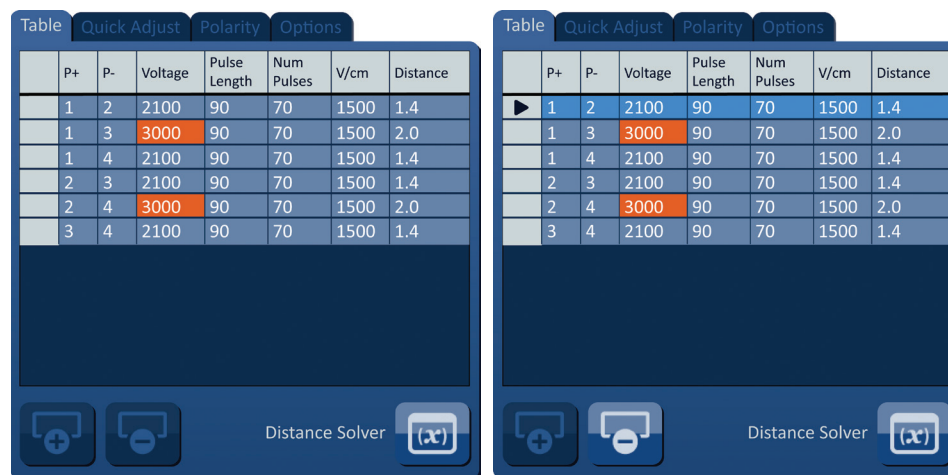 Table Quick Adjust Polarity Options
P+ P- Voltage Pulse Length Num Pulses V/cm Distance
1 2 2100 90 70 1500 1.4
1 3 3000 90 70 1500 2.0
1 4 2100 90 70 1500 1.4
2 3 2100 90 70 1500 1.4
2 4 3000 90 70 1500 2.0
3 4 2100 90 70 1500 1.4
Distance Solver (x)
Table Quick Adjust Polarity Options
P+ P- Voltage Pulse Length Num Pulses V/cm Distance
1 2 2100 90 70 1500 1.4
1 3 3000 90 70 1500 2.0
1 4 2100 90 70 1500 1.4
2 3 2100 90 70 1500 1.4
2 4 3000 90 70 1500 2.0
3 4 2100 90 70 1500 1.4
Distance Solver (x)